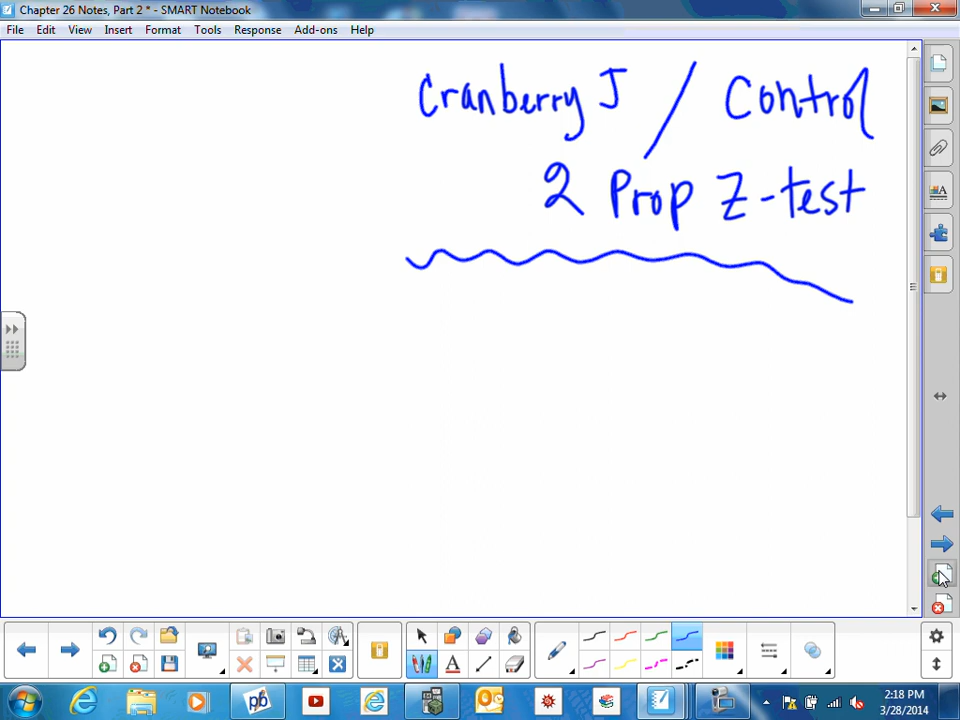 Chapter 26 Notes, Part 2 * - SMART Notebook
File Edit View Insert Format Tools Response Add-ons Help
Cranberry J / Control
2 Prop Z-test
2:18 PM
3/28/2014